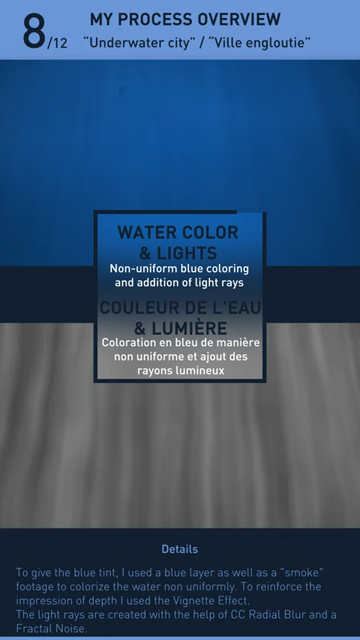 8/12
MY PROCESS OVERVIEW
“Underwater city” / “Ville engloutie”
WATER COLOR
& LIGHTS
Non-uniform blue coloring
and addition of light rays
COULEUR DE L'EAU
& LUMIÈRE
Coloration en bleu de manière
non uniforme et ajout des
rayons lumineux
Details
To give the blue tint, I used a blue layer as well as a "smoke"
footage to colorize the water non uniformly. To reinforce the
impression of depth I used the Vignette Effect.
The light rays are created with the help of CC Radial Blur and a
Fractal Noise.